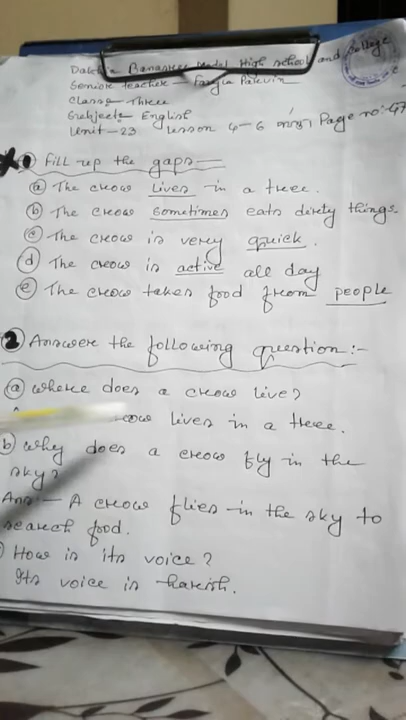 Banasree Model High school and college
Senior teacher — Parvin
Class — Three
Subject: English
Unit-23 Lesson 4-6 Page no: 47
① Fill up the gaps —
ⓐ The crow lives in a tree.
ⓑ The crow sometimes eats dirty things.
ⓒ The crow is very quick.
ⓓ The crow is active all day
ⓔ The crow takes food from people
② Answer the following question:-
ⓐ where does a crow live?
crow lives in a tree.
ⓑ why does a crow fly in the
sky?
Ans:— A crow flies in the sky to
search food.
How is its voice?
Its voice is harsh.